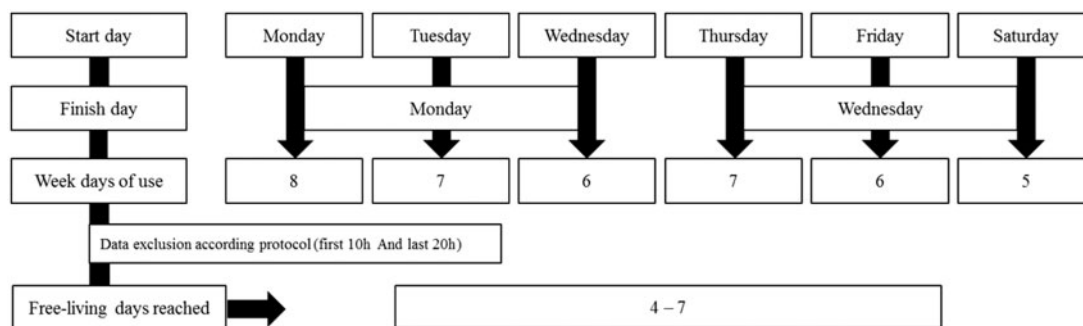 Start day
Monday
Tuesday
Wednesday
Thursday
Friday
Saturday
Finish day
Monday
Wednesday
Week days of use
8
7
6
7
6
5
Data exclusion according protocol (first 10h And last 20h)
Free-living days reached
4 – 7